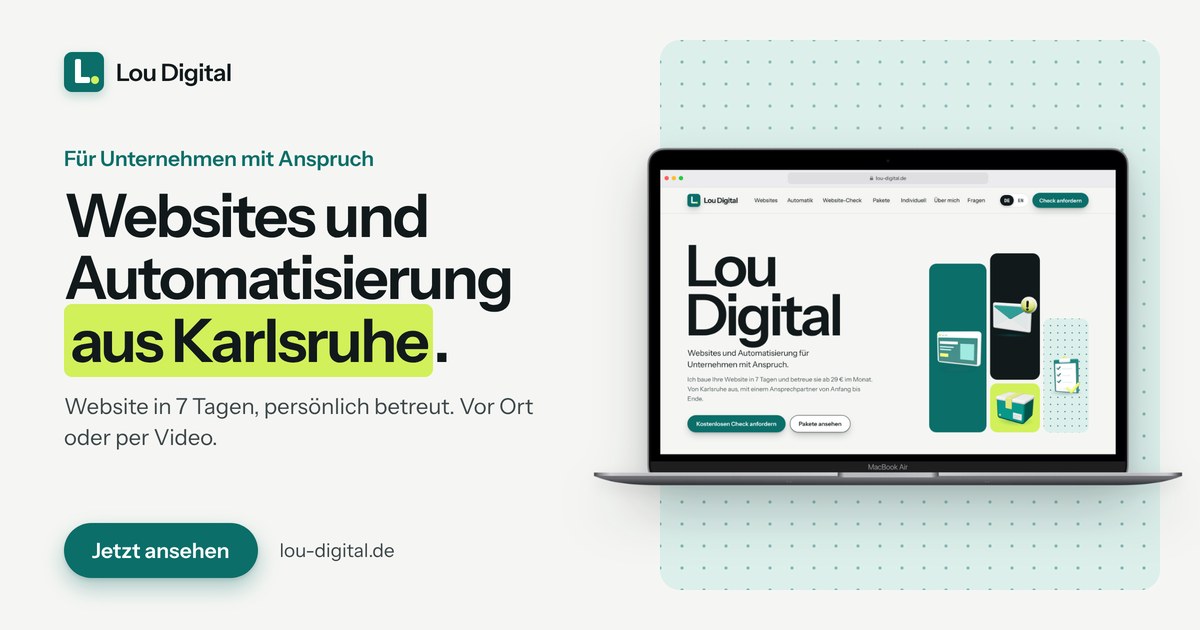 L.
Lou Digital
Für Unternehmen mit Anspruch
Websites und
Automatisierung
aus Karlsruhe.
Website in 7 Tagen, persönlich betreut. Vor Ort
oder per Video.
Jetzt ansehen
lou-digital.de
lou-digital.de
L Lou Digital Websites Automatik Website-Check Pakete Individuell Über mich Fragen DE EN Check anfordern
Lou
Digital
Websites und Automatisierung für
Unternehmen mit Anspruch.
Ich baue Ihre Website in 7 Tagen und betreue sie ab 29 € im Monat.
Von Karlsruhe aus, mit einem Ansprechpartner von Anfang bis
Ende.
Kostenlosen Check anfordern Pakete ansehen
!
MacBook Air